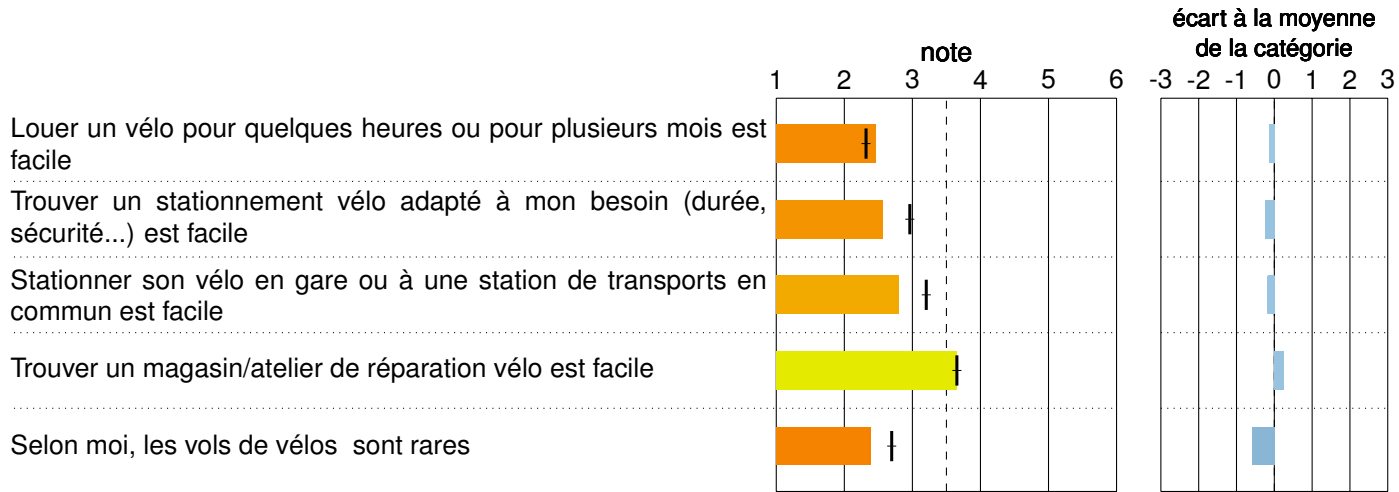 écart à la moyenne
note de la catégorie
1 2 3 4 5 6 -3 -2 -1 0 1 2 3
Louer un vélo pour quelques heures ou pour plusieurs mois est
facile
Trouver un stationnement vélo adapté à mon besoin (durée,
sécurité...) est facile
Stationner son vélo en gare ou à une station de transports en
commun est facile
Trouver un magasin/atelier de réparation vélo est facile
Selon moi, les vols de vélos sont rares